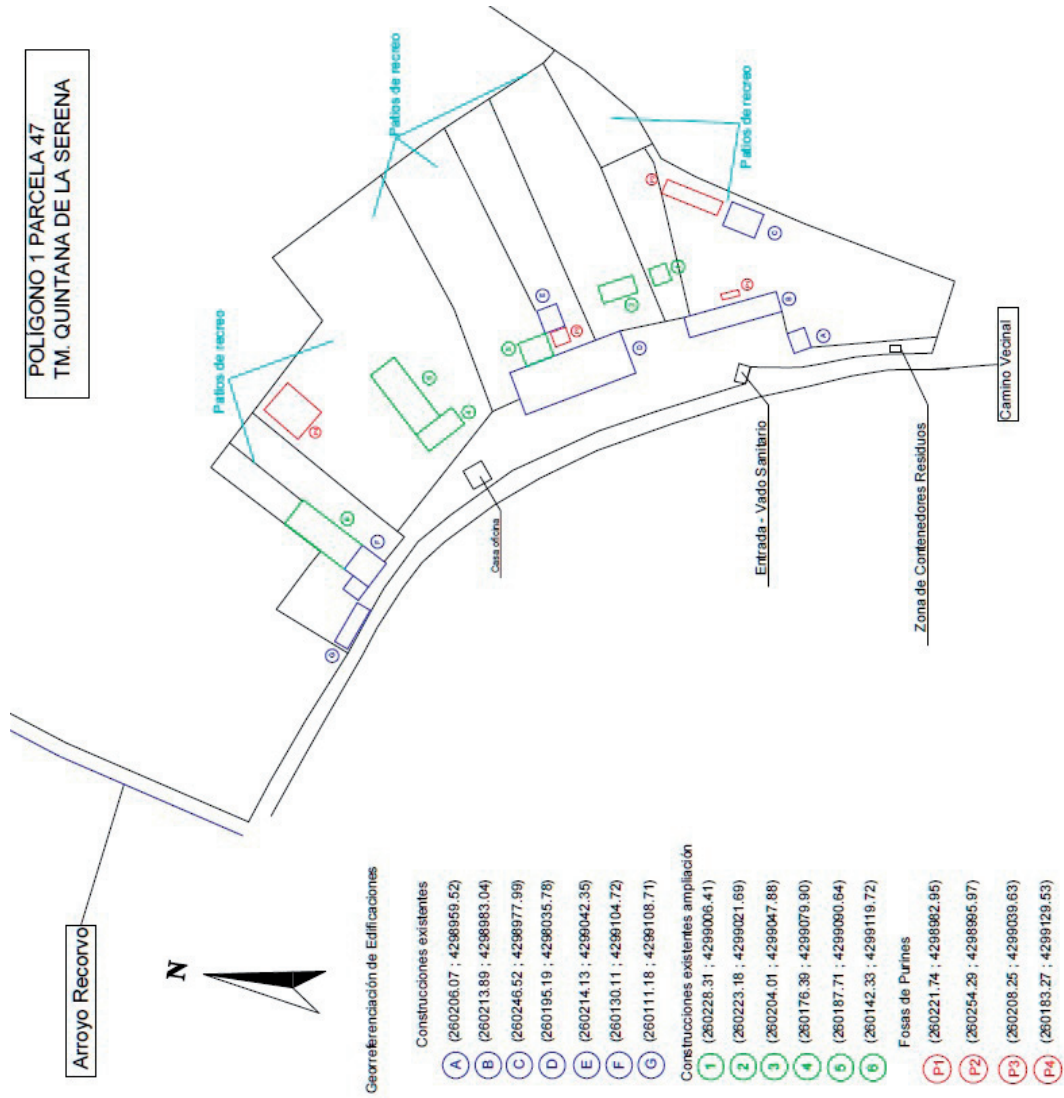 POLÍGONO 1 PARCELA 47
TM. QUINTANA DE LA SERENA
Patios de recreo
Patios de recreo
Patios de recreo
Arroyo Recorvo
N
Casa oficina
Entrada - Vado Sanitario
Zona de Contenedores Residuos
Camino Vecinal
Georreferenciación de Edificaciones
Construcciones existentes
A (260206.07 ; 4298959.52)
B (260213.89 ; 4298983.04)
C (260246.52 ; 4298977.99)
D (260195.19 ; 4298035.78)
E (260214.13 ; 4299042.35)
F (260130.11 ; 4299104.72)
G (260111.18 ; 4299108.71)
Construcciones existentes ampliación
1 (260228.31 ; 4299006.41)
2 (260223.18 ; 4299021.69)
3 (260204.01 ; 4299047.88)
4 (260176.39 ; 4299079.90)
5 (260187.71 ; 4299090.64)
6 (260142.33 ; 4299119.72)
Fosas de Purines
P1 (260221.74 ; 4298982.95)
P2 (260254.29 ; 4298995.97)
P3 (260208.25 ; 4299039.63)
P4 (260183.27 ; 4299129.53)
G
F
D
E
B
A
C